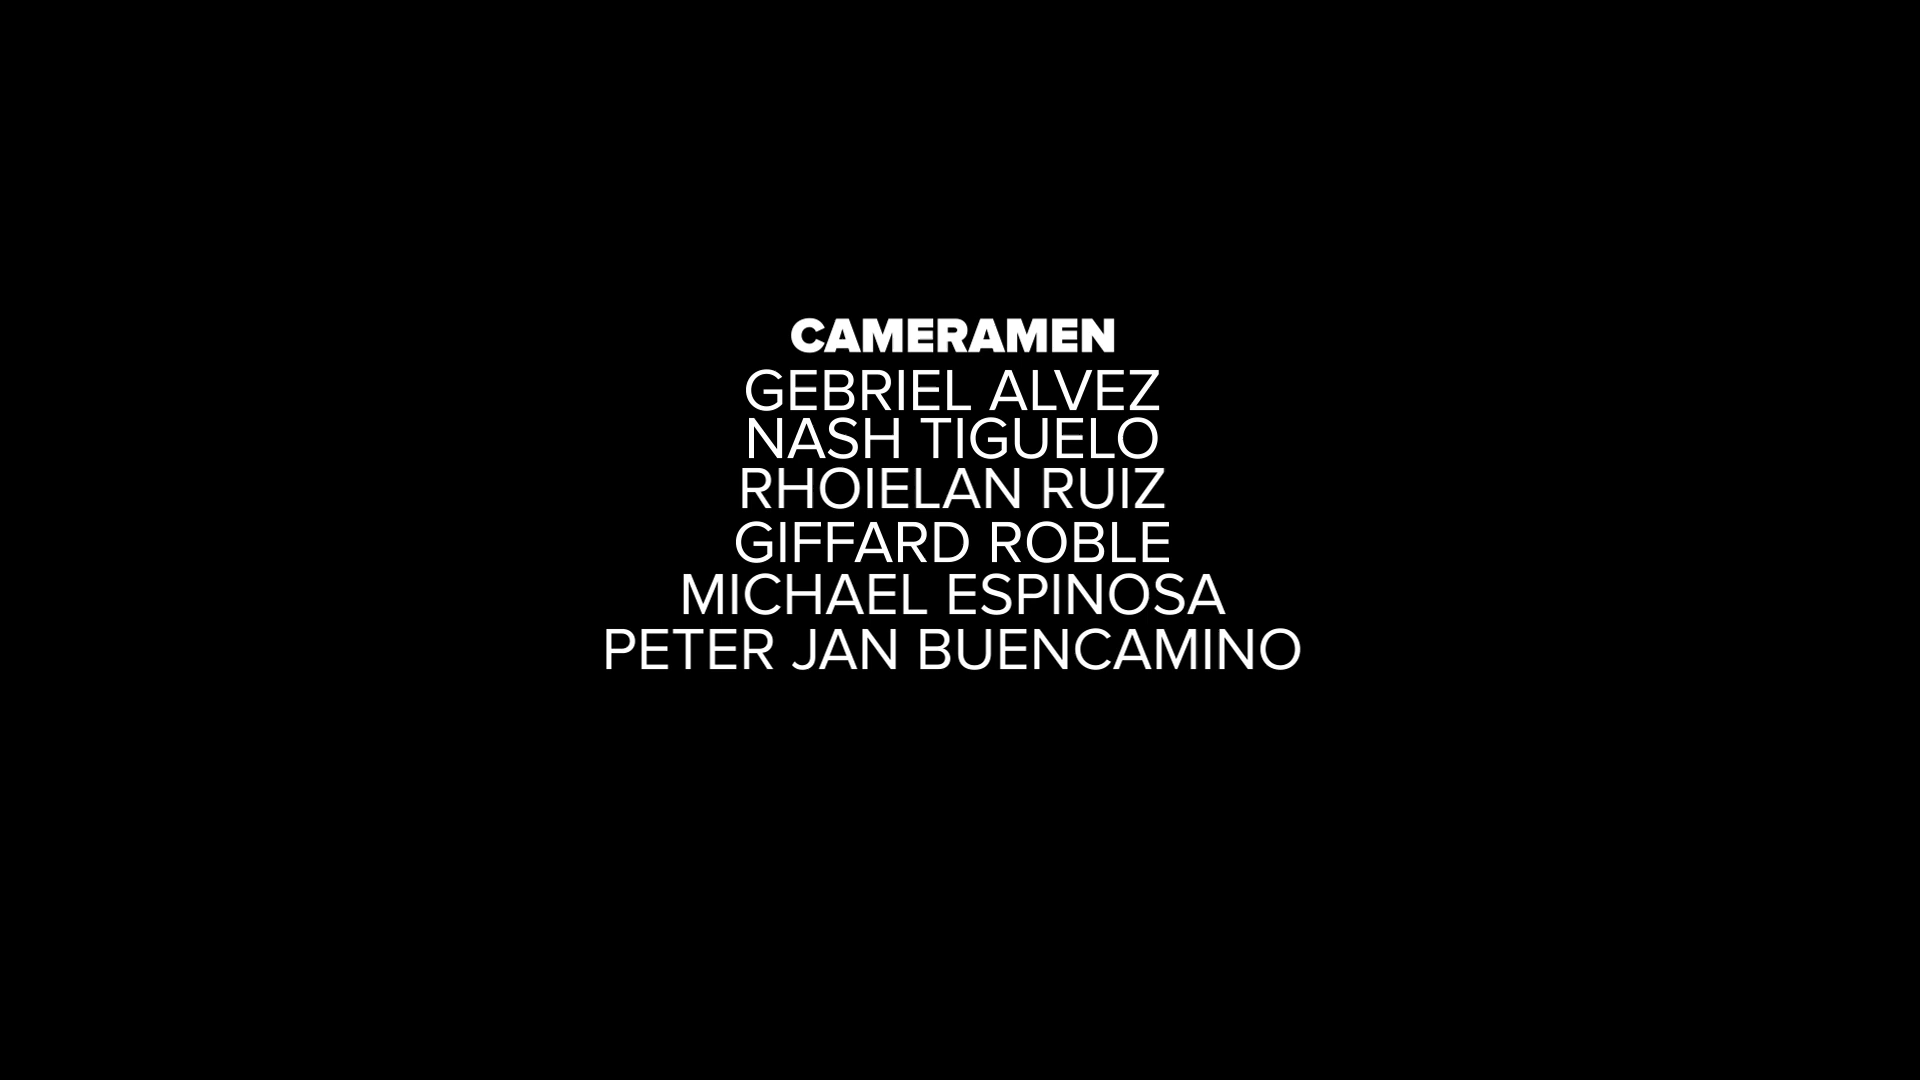 CAMERAMEN
GEBRIEL ALVEZ
NASH TIGUELO
RHOIELAN RUIZ
GIFFARD ROBLE
MICHAEL ESPINOSA
PETER JAN BUENCAMINO